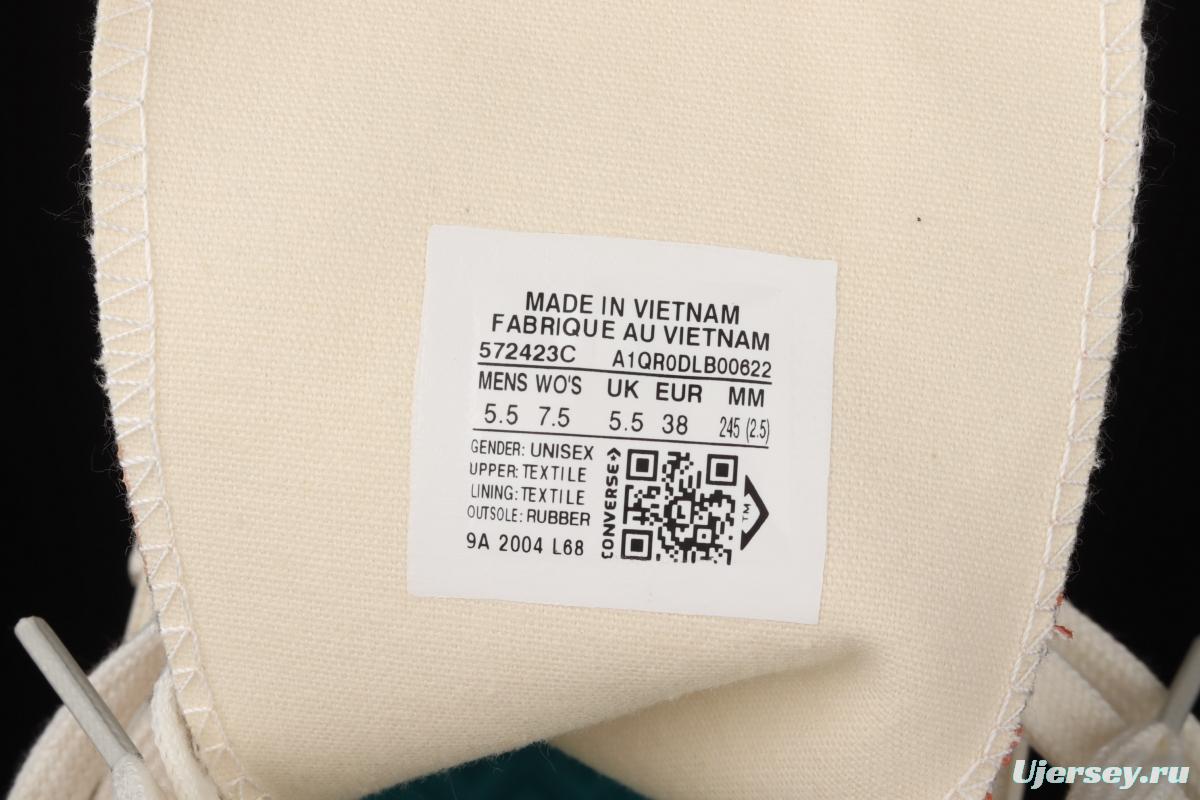 MADE IN VIETNAM
FABRIQUE AU VIETNAM
572423C A1QR0DLB00622
MENS WO'S UK EUR MM
5.5 7.5 5.5 38 245 (2.5)
GENDER: UNISEX
UPPER: TEXTILE
LINING: TEXTILE
OUTSOLE: RUBBER
9A 2004 L68
CONVERSE
TM
Ujersey.ru